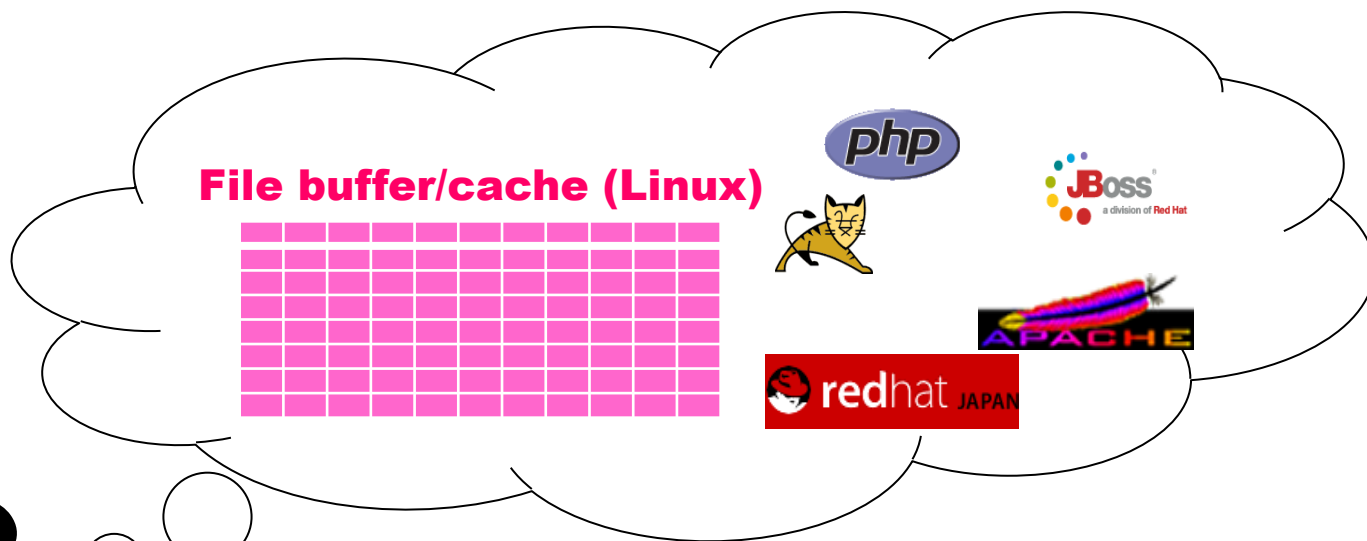 File buffer/cache (Linux)
php
JBoss®
a division of Red Hat
APACHE
redhat JAPAN